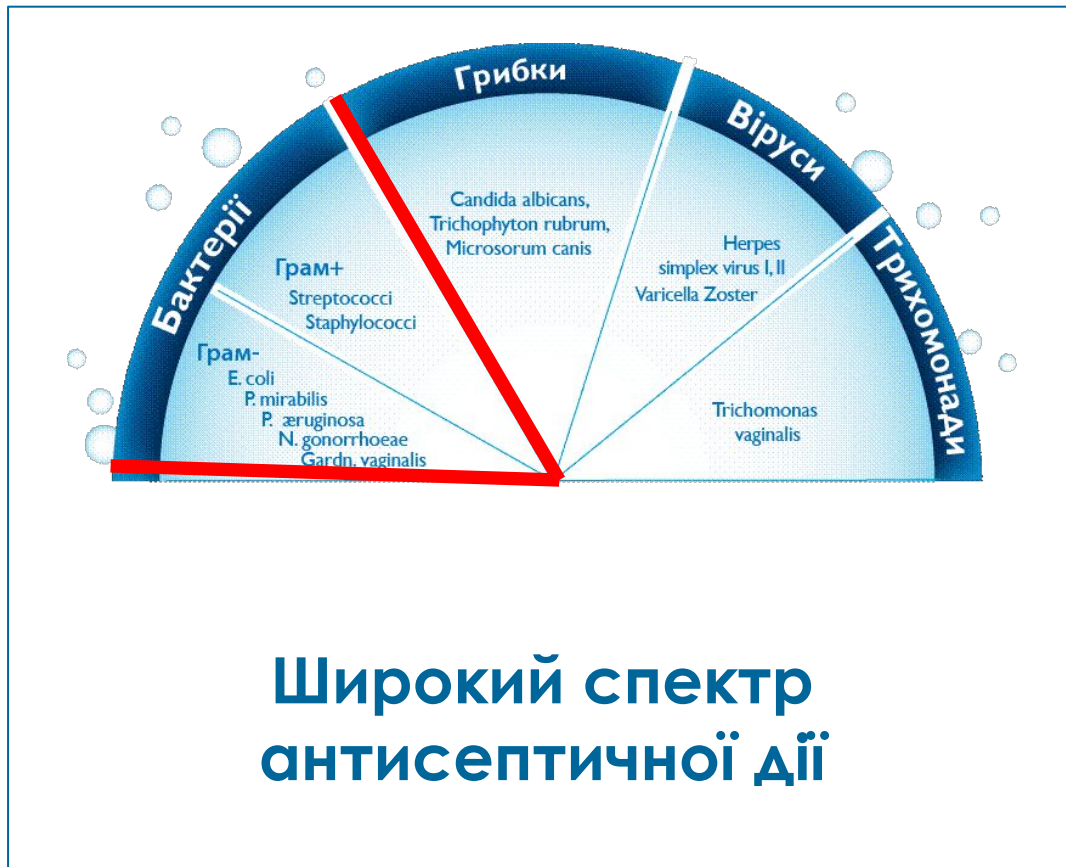 Бактерії
Грибки
Віруси
Трихомонади
Грам+
Streptococci
Staphylococci
Грам-
E. coli
P. mirabilis
P. æruginosa
N. gonorrhoeae
Gardn. vaginalis
Candida albicans,
Trichophyton rubrum,
Microsorum canis
Herpes
simplex virus I, II
Varicella Zoster
Trichomonas
vaginalis
Широкий спектр
антисептичної дії